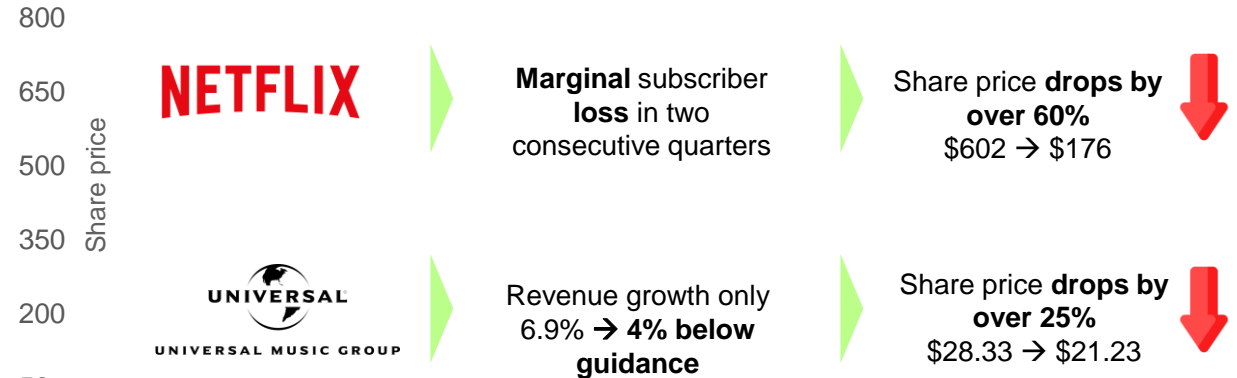 800
650
500
350
200
Share price
NETFLIX
Marginal subscriber
loss in two
consecutive quarters
Share price drops by
over 60%
$602 → $176
UNIVERSAL
UNIVERSAL MUSIC GROUP
Revenue growth only
6.9% → 4% below
guidance
Share price drops by
over 25%
$28.33 → $21.23